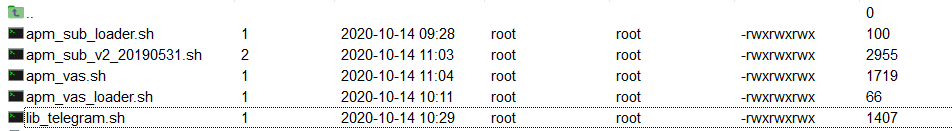 .. 0
apm_sub_loader.sh 1 2020-10-14 09:28 root root -rwxrwxrwx 100
apm_sub_v2_20190531.sh 2 2020-10-14 11:03 root root -rwxrwxrwx 2955
apm_vas.sh 1 2020-10-14 11:04 root root -rwxrwxrwx 1719
apm_vas_loader.sh 1 2020-10-14 10:11 root root -rwxrwxrwx 66
lib_telegram.sh 1 2020-10-14 10:29 root root -rwxrwxrwx 1407